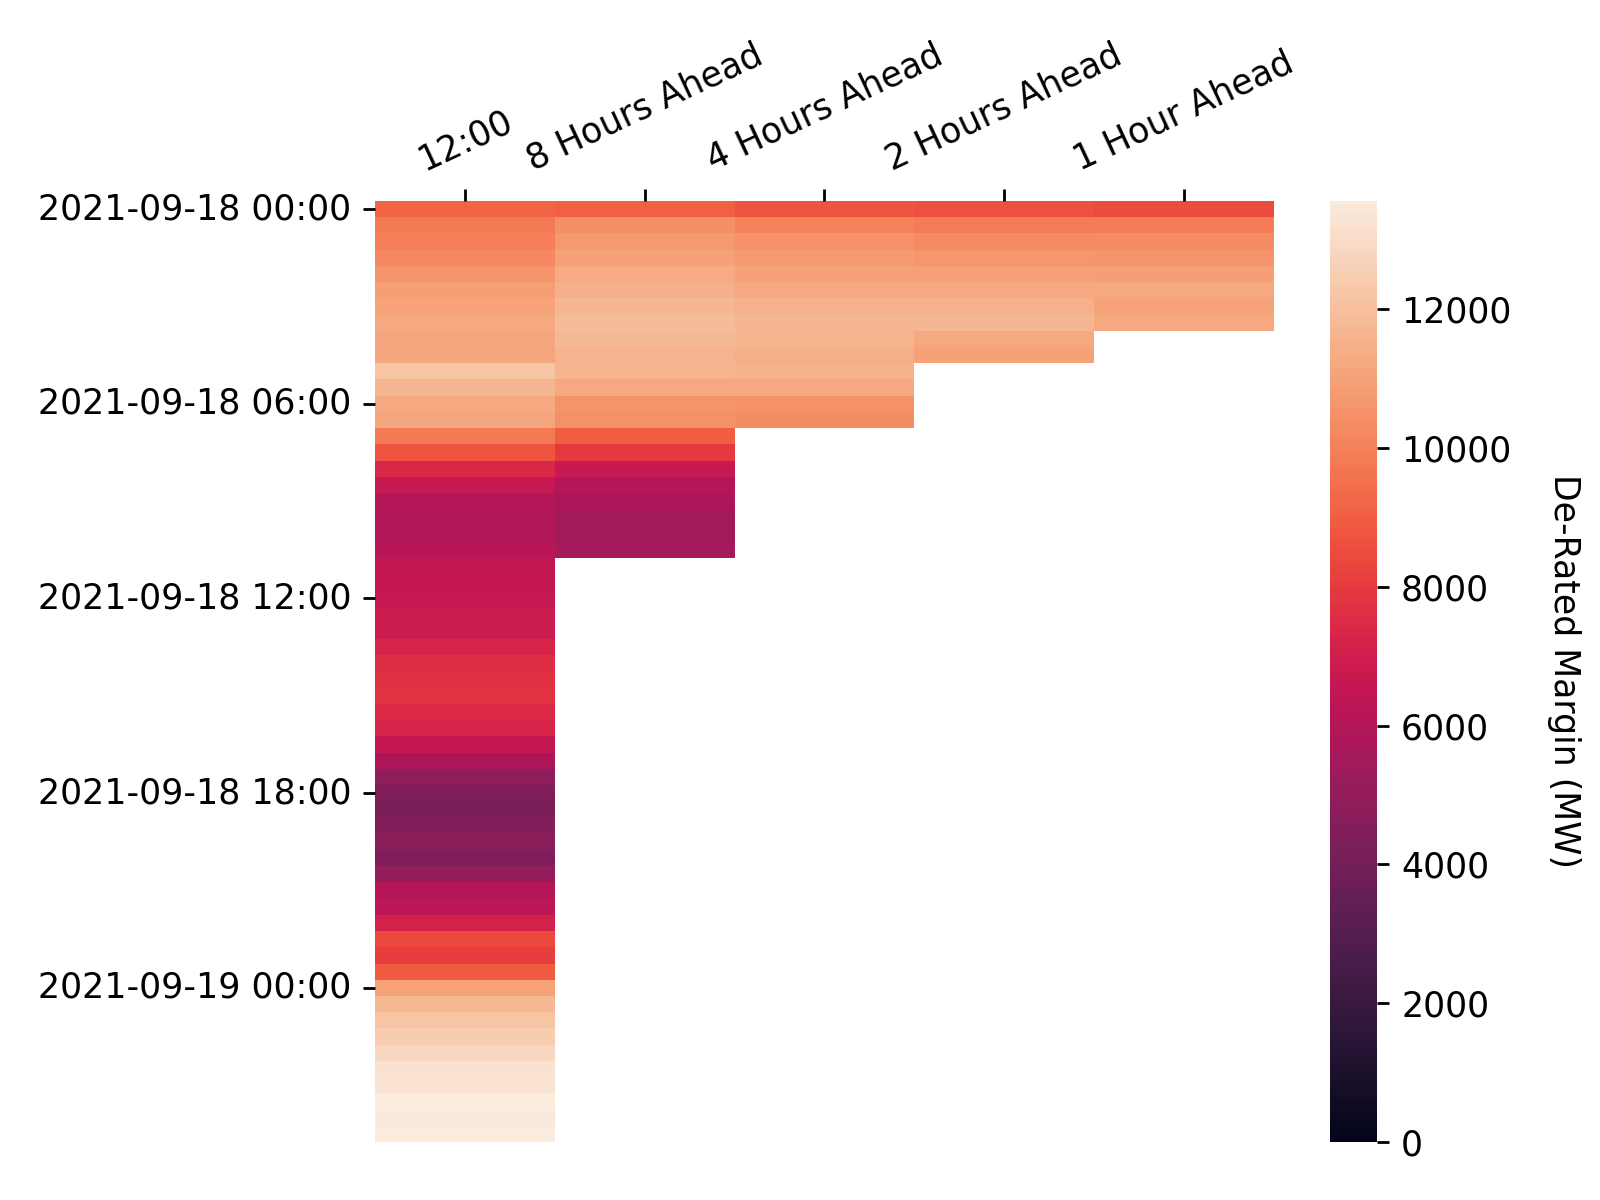 12:00
8 Hours Ahead
4 Hours Ahead
2 Hours Ahead
1 Hour Ahead
2021-09-18 00:00
2021-09-18 06:00
2021-09-18 12:00
2021-09-18 18:00
2021-09-19 00:00
12000
10000
8000
6000
4000
2000
0
De-Rated Margin (MW)